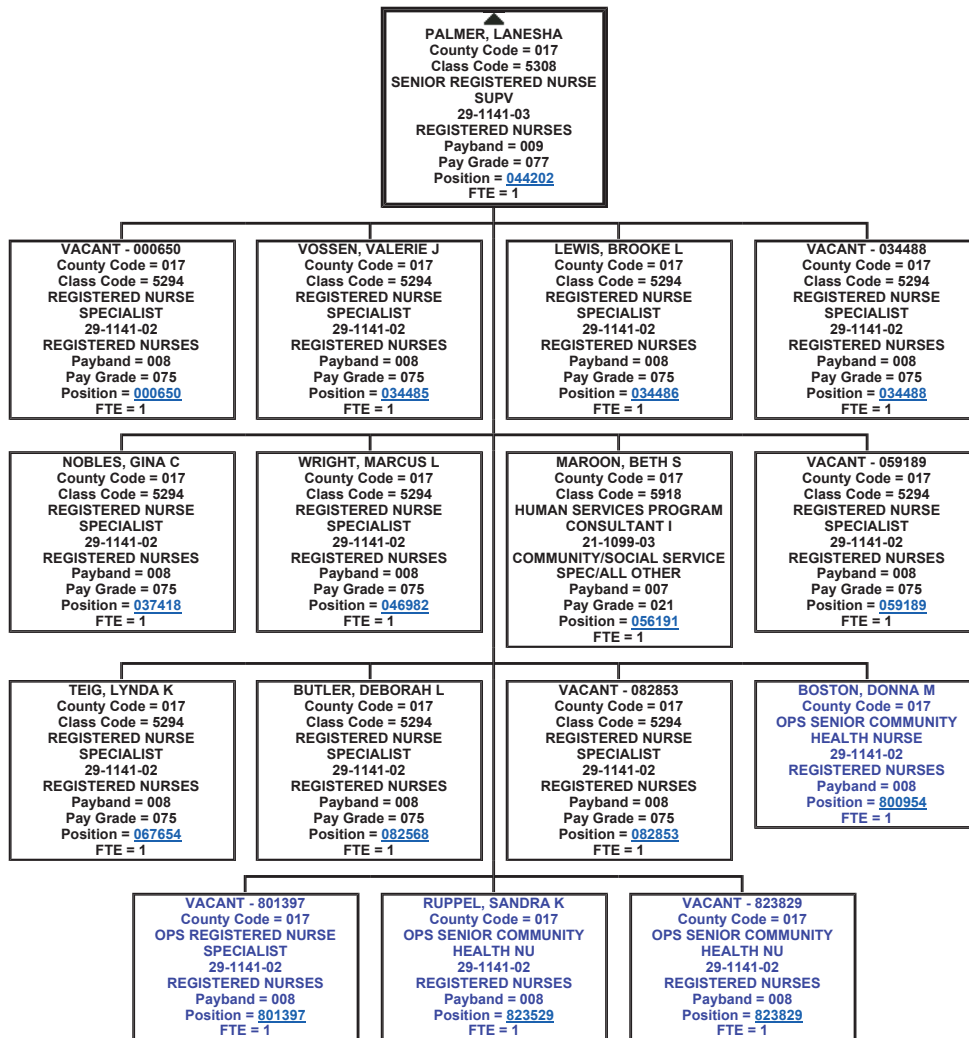 PALMER, LANESHA
County Code = 017
Class Code = 5308
SENIOR REGISTERED NURSE
SUPV
29-1141-03
REGISTERED NURSES
Payband = 009
Pay Grade = 077
Position = 044202
FTE = 1
VACANT - 000650
County Code = 017
Class Code = 5294
REGISTERED NURSE
SPECIALIST
29-1141-02
REGISTERED NURSES
Payband = 008
Pay Grade = 075
Position = 000650
FTE = 1
VOSSEN, VALERIE J
County Code = 017
Class Code = 5294
REGISTERED NURSE
SPECIALIST
29-1141-02
REGISTERED NURSES
Payband = 008
Pay Grade = 075
Position = 034485
FTE = 1
LEWIS, BROOKE L
County Code = 017
Class Code = 5294
REGISTERED NURSE
SPECIALIST
29-1141-02
REGISTERED NURSES
Payband = 008
Pay Grade = 075
Position = 034486
FTE = 1
VACANT - 034488
County Code = 017
Class Code = 5294
REGISTERED NURSE
SPECIALIST
29-1141-02
REGISTERED NURSES
Payband = 008
Pay Grade = 075
Position = 034488
FTE = 1
NOBLES, GINA C
County Code = 017
Class Code = 5294
REGISTERED NURSE
SPECIALIST
29-1141-02
REGISTERED NURSES
Payband = 008
Pay Grade = 075
Position = 037418
FTE = 1
WRIGHT, MARCUS L
County Code = 017
Class Code = 5294
REGISTERED NURSE
SPECIALIST
29-1141-02
REGISTERED NURSES
Payband = 008
Pay Grade = 075
Position = 046982
FTE = 1
MAROON, BETH S
County Code = 017
Class Code = 5918
HUMAN SERVICES PROGRAM
CONSULTANT I
21-1099-03
COMMUNITY/SOCIAL SERVICE
SPEC/ALL OTHER
Payband = 007
Pay Grade = 021
Position = 056191
FTE = 1
VACANT - 059189
County Code = 017
Class Code = 5294
REGISTERED NURSE
SPECIALIST
29-1141-02
REGISTERED NURSES
Payband = 008
Pay Grade = 075
Position = 059189
FTE = 1
TEIG, LYNDA K
County Code = 017
Class Code = 5294
REGISTERED NURSE
SPECIALIST
29-1141-02
REGISTERED NURSES
Payband = 008
Pay Grade = 075
Position = 067654
FTE = 1
BUTLER, DEBORAH L
County Code = 017
Class Code = 5294
REGISTERED NURSE
SPECIALIST
29-1141-02
REGISTERED NURSES
Payband = 008
Pay Grade = 075
Position = 082568
FTE = 1
VACANT - 082853
County Code = 017
Class Code = 5294
REGISTERED NURSE
SPECIALIST
29-1141-02
REGISTERED NURSES
Payband = 008
Pay Grade = 075
Position = 082853
FTE = 1
BOSTON, DONNA M
County Code = 017
OPS SENIOR COMMUNITY
HEALTH NURSE
29-1141-02
REGISTERED NURSES
Payband = 008
Position = 800954
FTE = 1
VACANT - 801397
County Code = 017
OPS REGISTERED NURSE
SPECIALIST
29-1141-02
REGISTERED NURSES
Payband = 008
Position = 801397
FTE = 1
RUPPEL, SANDRA K
County Code = 017
OPS SENIOR COMMUNITY
HEALTH NU
29-1141-02
REGISTERED NURSES
Payband = 008
Position = 823529
FTE = 1
VACANT - 823829
County Code = 017
OPS SENIOR COMMUNITY
HEALTH NU
29-1141-02
REGISTERED NURSES
Payband = 008
Position = 823829
FTE = 1